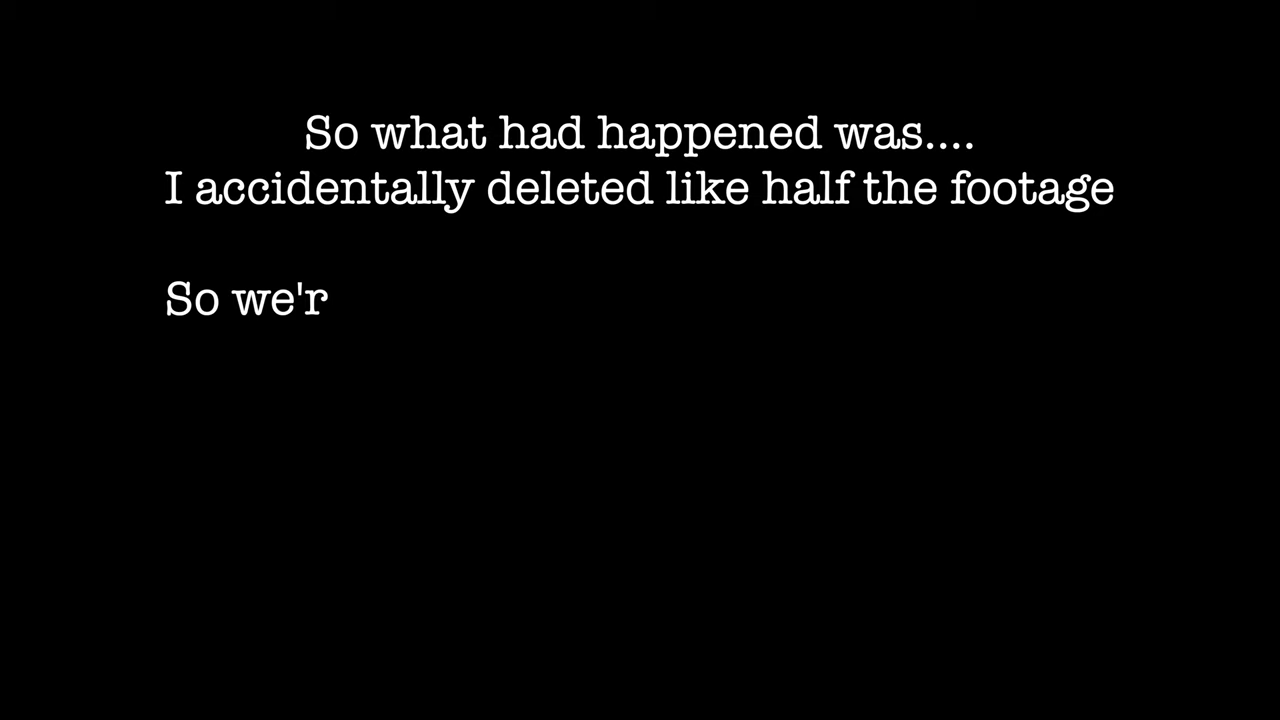 So what had happened was....
I accidentally deleted like half the footage
So we'r